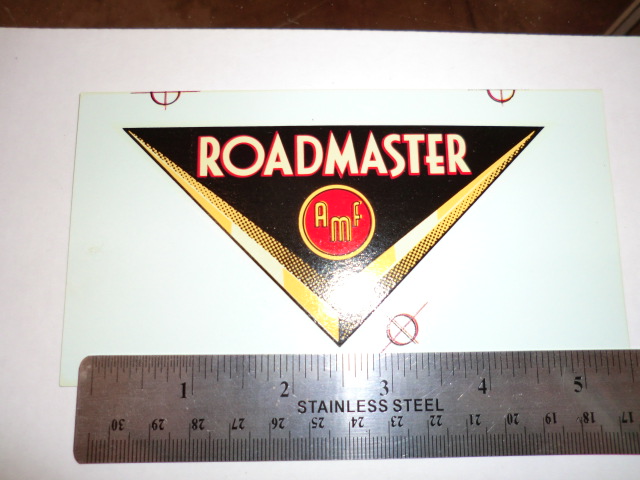 ROADMASTER
AMF
1 2 3 4 5
STAINLESS STEEL
30 29 28 27 26 25 24 23 22 21 20 19 18 17